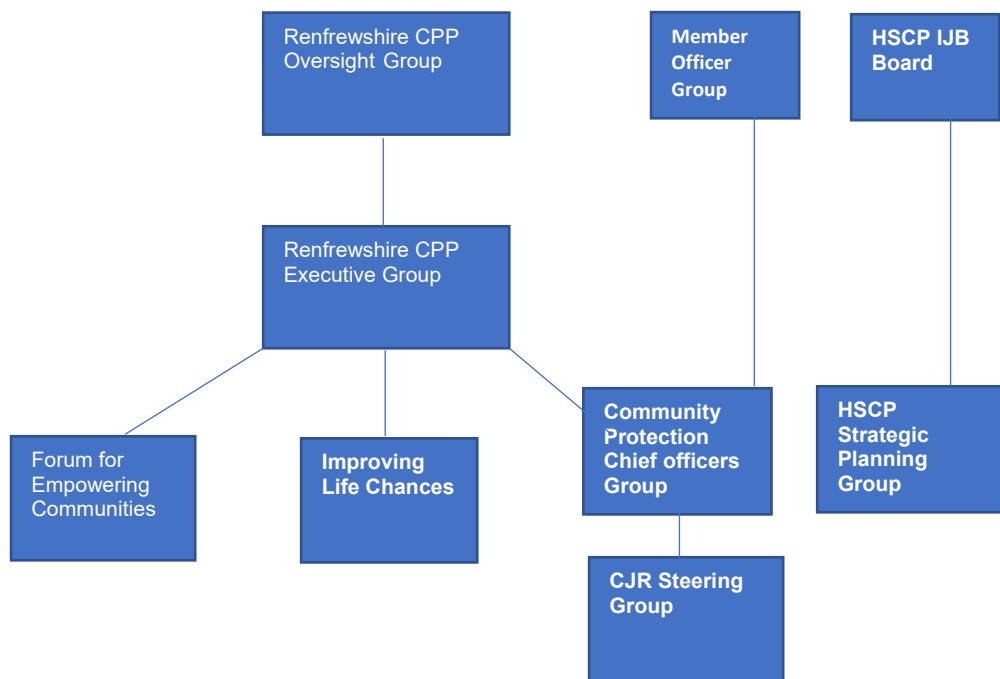 Renfrewshire CPP
Oversight Group
Member
Officer
Group
HSCP IJB
Board
Renfrewshire CPP
Executive Group
Forum for
Empowering
Communities
Improving
Life Chances
Community
Protection
Chief officers
Group
HSCP
Strategic
Planning
Group
CJR Steering
Group